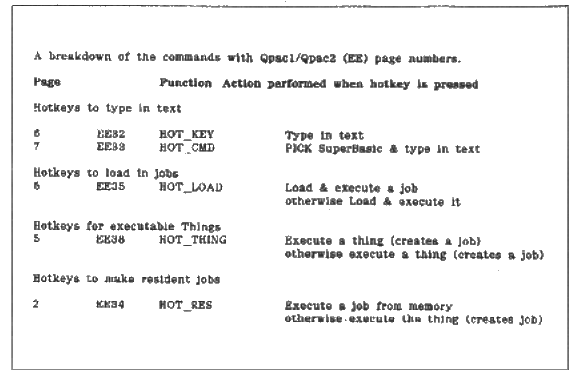 A breakdown of the commands with Qpac1/Qpac2 (EE) page numbers.
Page Function Action performed when hotkey is pressed
Hotkeys to type in text
6 EE32 HOT_KEY Type in text
7 EE33 HOT_CMD PICK SuperBasic & type in text
Hotkeys to load in jobs
6 EE35 HOT_LOAD Load & execute a job
otherwise Load & execute it
Hotkeys for executable Things
5 EE38 HOT_THING Execute a thing (creates a job)
otherwise execute a thing (creates a job)
Hotkeys to make resident jobs
2 EE34 HOT_RES Execute a job from memory
otherwise execute the thing (creates job)